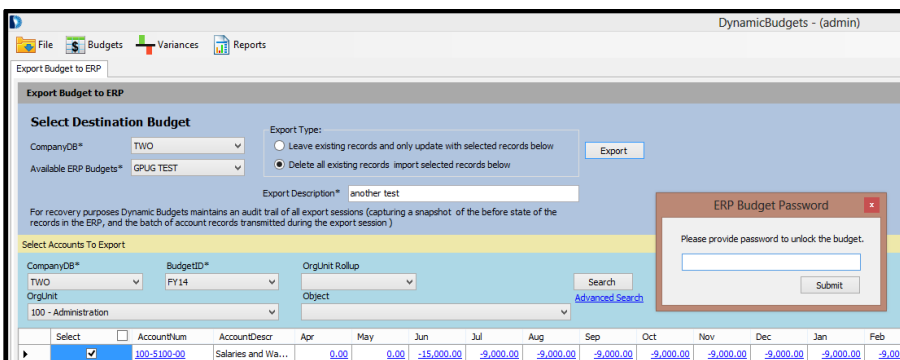 DynamicBudgets - (admin)
File Budgets Variances Reports
Export Budget to ERP
Export Budget to ERP
Select Destination Budget
CompanyDB* TWO
Available ERP Budgets* GPUG TEST
Export Type:
Leave existing records and only update with selected records below
Delete all existing records import selected records below
Export
Export Description* another test
For recovery purposes Dynamic Budgets maintains an audit trail of all export sessions (capturing a snapshot of the before state of the
records in the ERP, and the batch of account records transmitted during the export session )
ERP Budget Password x
Please provide password to unlock the budget.
Submit
Select Accounts To Export
CompanyDB* BudgetID* OrgUnit Rollup
TWO FY14 Search
OrgUnit Object Advanced Search
100 - Administration
Select AccountNum AccountDescr Apr May Jun Jul Aug Sep Oct Nov Dec Jan Feb
100-5100-00 Salaries and Wa... 0.00 0.00 -15,000.00 -9,000.00 -9,000.00 -9,000.00 -9,000.00 -9,000.00 -9,000.00 -9,000.00 -9,00